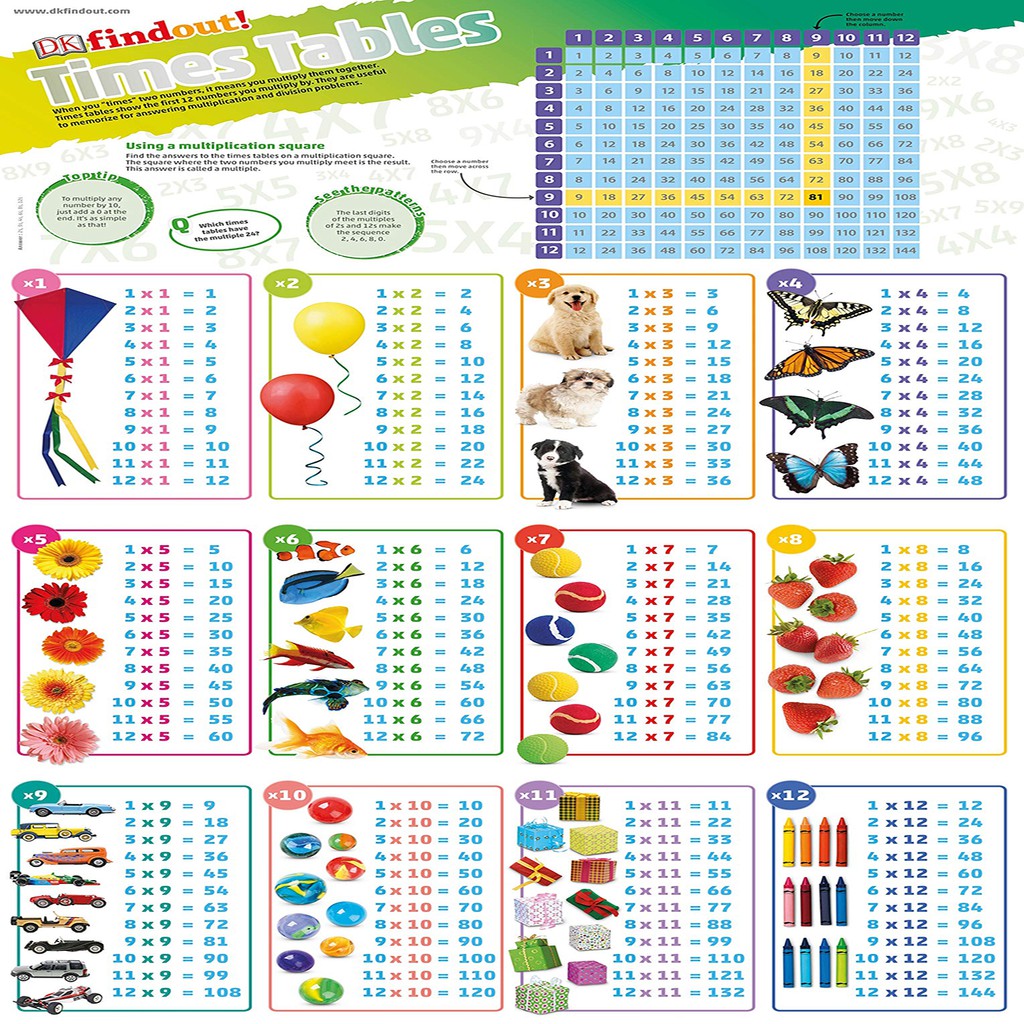 www.dkfindout.com
DK findout!
Times Tables
When you "times" two numbers, it means you multiply them together.
Times tables show the first 12 numbers you multiply by. They are useful
to memorize for answering multiplication and division problems.
Using a multiplication square
Find the answers to the times tables on a multiplication square.
The square where the two numbers you multiply meet is the result.
This answer is called a multiple.
Top tip
To multiply any
number by 10,
just add a 0 at the
end. It's as simple
as that!
Q Which times
tables have
the multiple 24?
See the patterns
The last digits
of the multiples
of 2s and 12s make
the sequence
2, 4, 6, 8, 0.
Choose a number
then move across
the row.
Choose a number
then move down
the column.
1 2 3 4 5 6 7 8 9 10 11 12
1 1 2 3 4 5 6 7 8 9 10 11 12
2 2 4 6 8 10 12 14 16 18 20 22 24
3 3 6 9 12 15 18 21 24 27 30 33 36
4 4 8 12 16 20 24 28 32 36 40 44 48
5 5 10 15 20 25 30 35 40 45 50 55 60
6 6 12 18 24 30 36 42 48 54 60 66 72
7 7 14 21 28 35 42 49 56 63 70 77 84
8 8 16 24 32 40 48 56 64 72 80 88 96
9 9 18 27 36 45 54 63 72 81 90 99 108
10 10 20 30 40 50 60 70 80 90 100 110 120
11 11 22 33 44 55 66 77 88 99 110 121 132
12 12 24 36 48 60 72 84 96 108 120 132 144
x1
1 x 1 = 1
2 x 1 = 2
3 x 1 = 3
4 x 1 = 4
5 x 1 = 5
6 x 1 = 6
7 x 1 = 7
8 x 1 = 8
9 x 1 = 9
10 x 1 = 10
11 x 1 = 11
12 x 1 = 12
x2
1 x 2 = 2
2 x 2 = 4
3 x 2 = 6
4 x 2 = 8
5 x 2 = 10
6 x 2 = 12
7 x 2 = 14
8 x 2 = 16
9 x 2 = 18
10 x 2 = 20
11 x 2 = 22
12 x 2 = 24
x3
1 x 3 = 3
2 x 3 = 6
3 x 3 = 9
4 x 3 = 12
5 x 3 = 15
6 x 3 = 18
7 x 3 = 21
8 x 3 = 24
9 x 3 = 27
10 x 3 = 30
11 x 3 = 33
12 x 3 = 36
x4
1 x 4 = 4
2 x 4 = 8
3 x 4 = 12
4 x 4 = 16
5 x 4 = 20
6 x 4 = 24
7 x 4 = 28
8 x 4 = 32
9 x 4 = 36
10 x 4 = 40
11 x 4 = 44
12 x 4 = 48
x5
1 x 5 = 5
2 x 5 = 10
3 x 5 = 15
4 x 5 = 20
5 x 5 = 25
6 x 5 = 30
7 x 5 = 35
8 x 5 = 40
9 x 5 = 45
10 x 5 = 50
11 x 5 = 55
12 x 5 = 60
x6
1 x 6 = 6
2 x 6 = 12
3 x 6 = 18
4 x 6 = 24
5 x 6 = 30
6 x 6 = 36
7 x 6 = 42
8 x 6 = 48
9 x 6 = 54
10 x 6 = 60
11 x 6 = 66
12 x 6 = 72
x7
1 x 7 = 7
2 x 7 = 14
3 x 7 = 21
4 x 7 = 28
5 x 7 = 35
6 x 7 = 42
7 x 7 = 49
8 x 7 = 56
9 x 7 = 63
10 x 7 = 70
11 x 7 = 77
12 x 7 = 84
x8
1 x 8 = 8
2 x 8 = 16
3 x 8 = 24
4 x 8 = 32
5 x 8 = 40
6 x 8 = 48
7 x 8 = 56
8 x 8 = 64
9 x 8 = 72
10 x 8 = 80
11 x 8 = 88
12 x 8 = 96
x9
1 x 9 = 9
2 x 9 = 18
3 x 9 = 27
4 x 9 = 36
5 x 9 = 45
6 x 9 = 54
7 x 9 = 63
8 x 9 = 72
9 x 9 = 81
10 x 9 = 90
11 x 9 = 99
12 x 9 = 108
x10
1 x 10 = 10
2 x 10 = 20
3 x 10 = 30
4 x 10 = 40
5 x 10 = 50
6 x 10 = 60
7 x 10 = 70
8 x 10 = 80
9 x 10 = 90
10 x 10 = 100
11 x 10 = 110
12 x 10 = 120
x11
1 x 11 = 11
2 x 11 = 22
3 x 11 = 33
4 x 11 = 44
5 x 11 = 55
6 x 11 = 66
7 x 11 = 77
8 x 11 = 88
9 x 11 = 99
10 x 11 = 110
11 x 11 = 121
12 x 11 = 132
x12
1 x 12 = 12
2 x 12 = 24
3 x 12 = 36
4 x 12 = 48
5 x 12 = 60
6 x 12 = 72
7 x 12 = 84
8 x 12 = 96
9 x 12 = 108
10 x 12 = 120
11 x 12 = 132
12 x 12 = 144